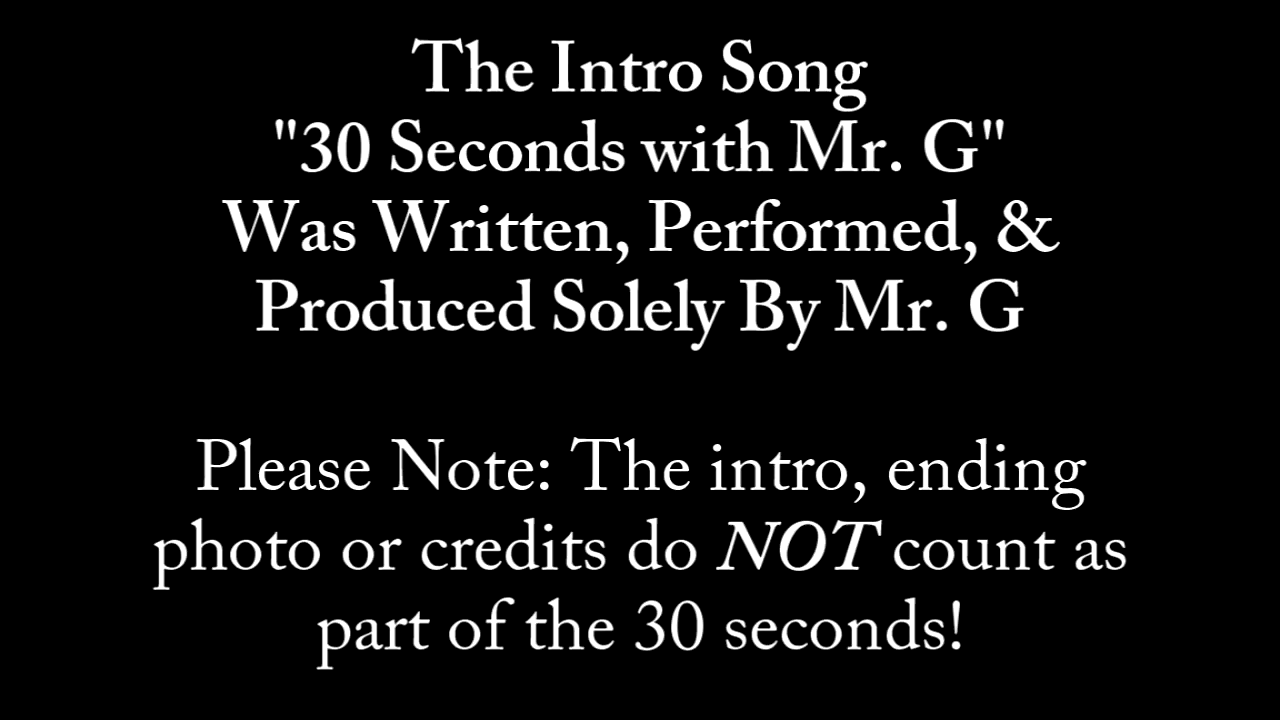 The Intro Song
"30 Seconds with Mr. G"
Was Written, Performed, &
Produced Solely By Mr. G
Please Note: The intro, ending
photo or credits do NOT count as
part of the 30 seconds!